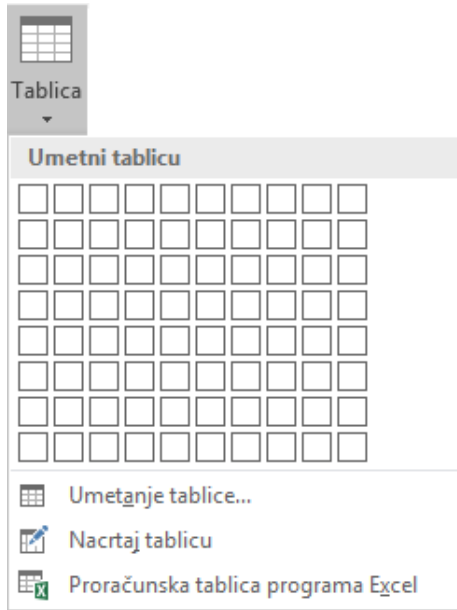 Tablica
Umetni tablicu
Umetanje tablice...
Nacrtaj tablicu
Proračunska tablica programa Excel